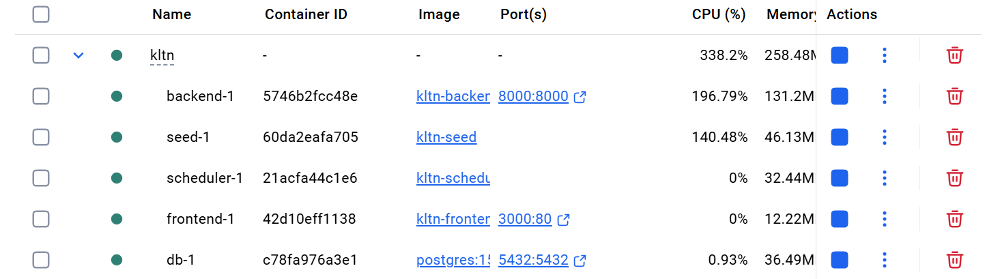 Name Container ID Image Port(s) CPU (%) Memory Actions
kltn - - - 338.2% 258.48M
backend-1 5746b2fcc48e kltn-backen 8000:8000 196.79% 131.2M
seed-1 60da2eafa705 kltn-seed 140.48% 46.13M
scheduler-1 21acfa44c1e6 kltn-schedu 0% 32.44M
frontend-1 42d10eff1138 kltn-fronten 3000:80 0% 12.22M
db-1 c78fa976a3e1 postgres:15 5432:5432 0.93% 36.49M